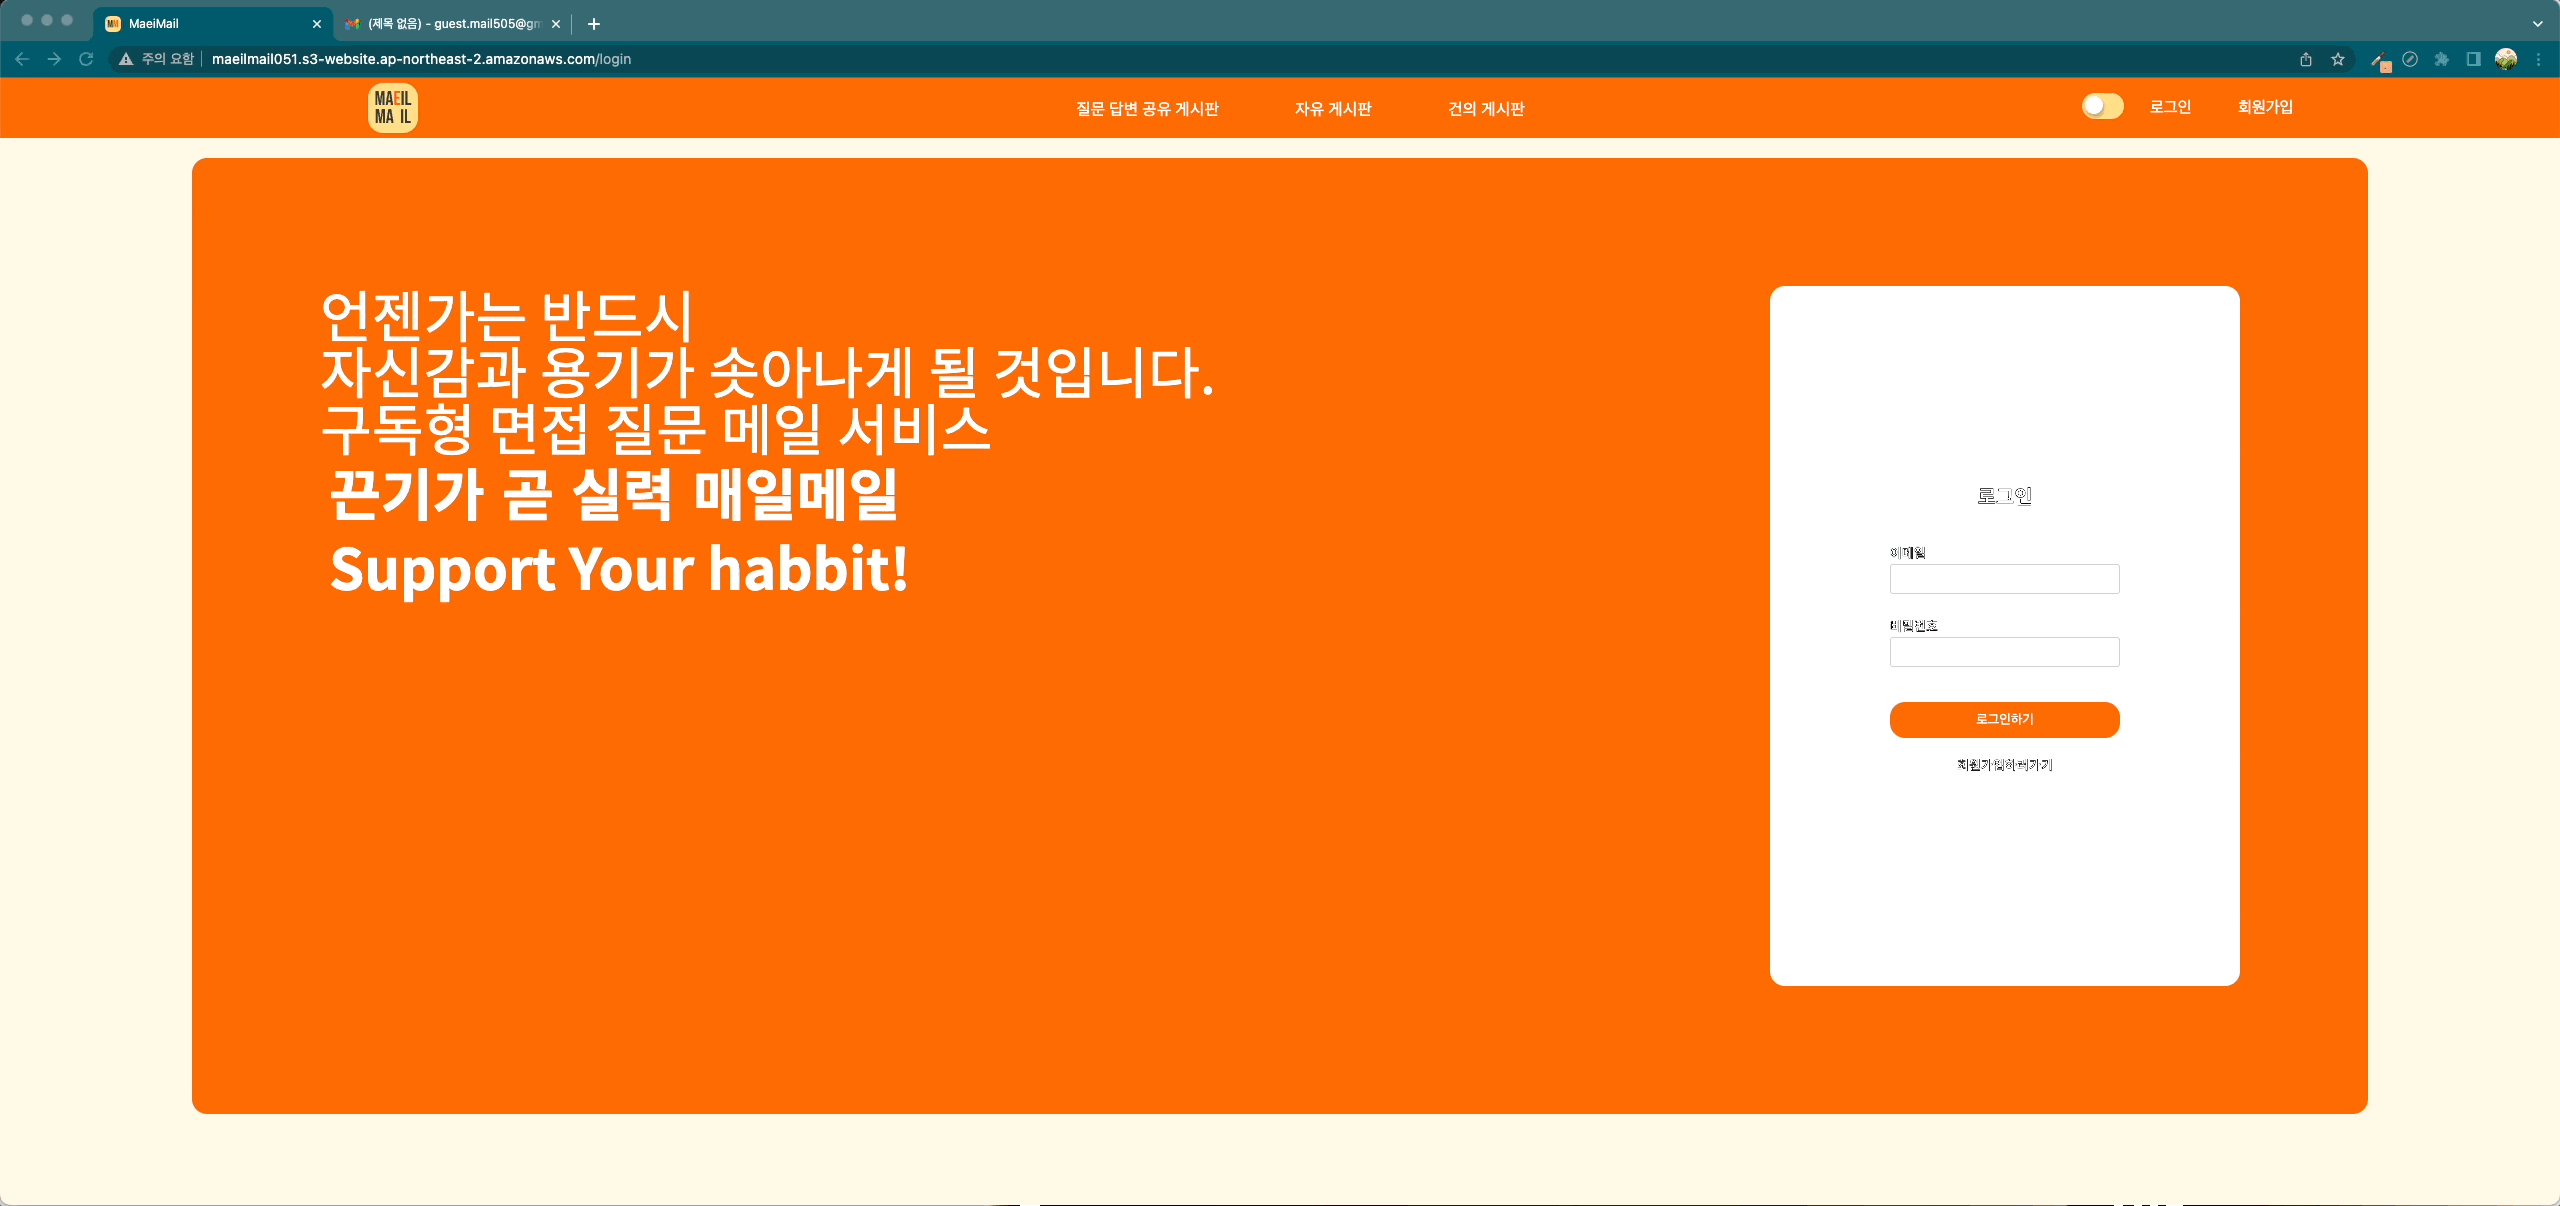 MaeiMail
(제목 없음) - guest.mail505@gm
주의 요함
maeilmail051.s3-website.ap-northeast-2.amazonaws.com/login
MAEIL
MA IL
질문 답변 공유 게시판
자유 게시판
건의 게시판
로그인
회원가입
언젠가는 반드시
자신감과 용기가 솟아나게 될 것입니다.
구독형 면접 질문 메일 서비스
끈기가 곧 실력 매일메일
Support Your habbit!
로그인
이메일
비밀번호
로그인하기
회원가입하러가기